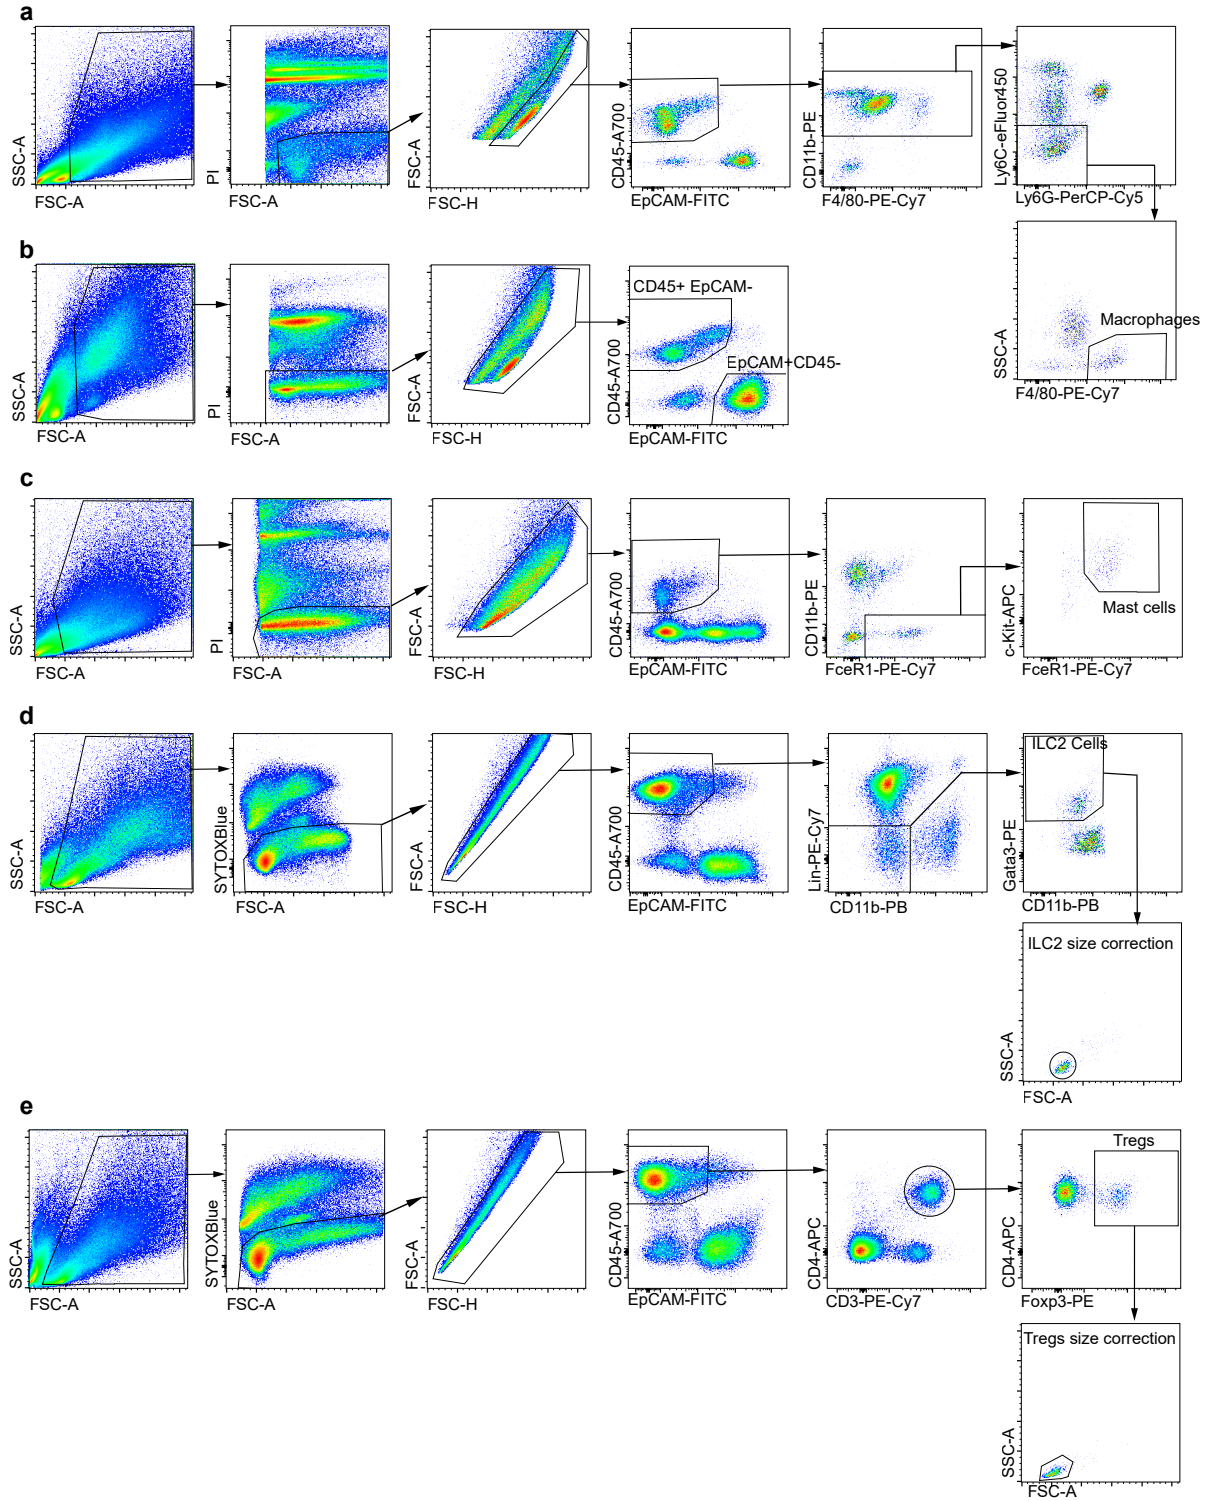 a
SSC-A
FSC-A
PI
FSC-A
FSC-A
FSC-H
CD45-A700
EpCAM-FITC
CD11b-PE
F4/80-PE-Cy7
Ly6C-eFluor450
Ly6G-PerCP-Cy5
SSC-A
Macrophages
F4/80-PE-Cy7
b
SSC-A
FSC-A
PI
FSC-A
FSC-A
FSC-H
CD45+ EpCAM-
EpCAM+CD45-
CD45-A700
EpCAM-FITC
c
SSC-A
FSC-A
PI
FSC-A
FSC-A
FSC-H
CD45-A700
EpCAM-FITC
CD11b-PE
FceR1-PE-Cy7
c-Kit-APC
Mast cells
FceR1-PE-Cy7
d
SSC-A
FSC-A
SYTOXBlue
FSC-A
FSC-A
FSC-H
CD45-A700
EpCAM-FITC
Lin-PE-Cy7
CD11b-PB
ILC2 Cells
Gata3-PE
CD11b-PB
ILC2 size correction
SSC-A
FSC-A
e
SSC-A
FSC-A
SYTOXBlue
FSC-A
FSC-A
FSC-H
CD45-A700
EpCAM-FITC
CD4-APC
CD3-PE-Cy7
Tregs
CD4-APC
Foxp3-PE
Tregs size correction
SSC-A
FSC-A